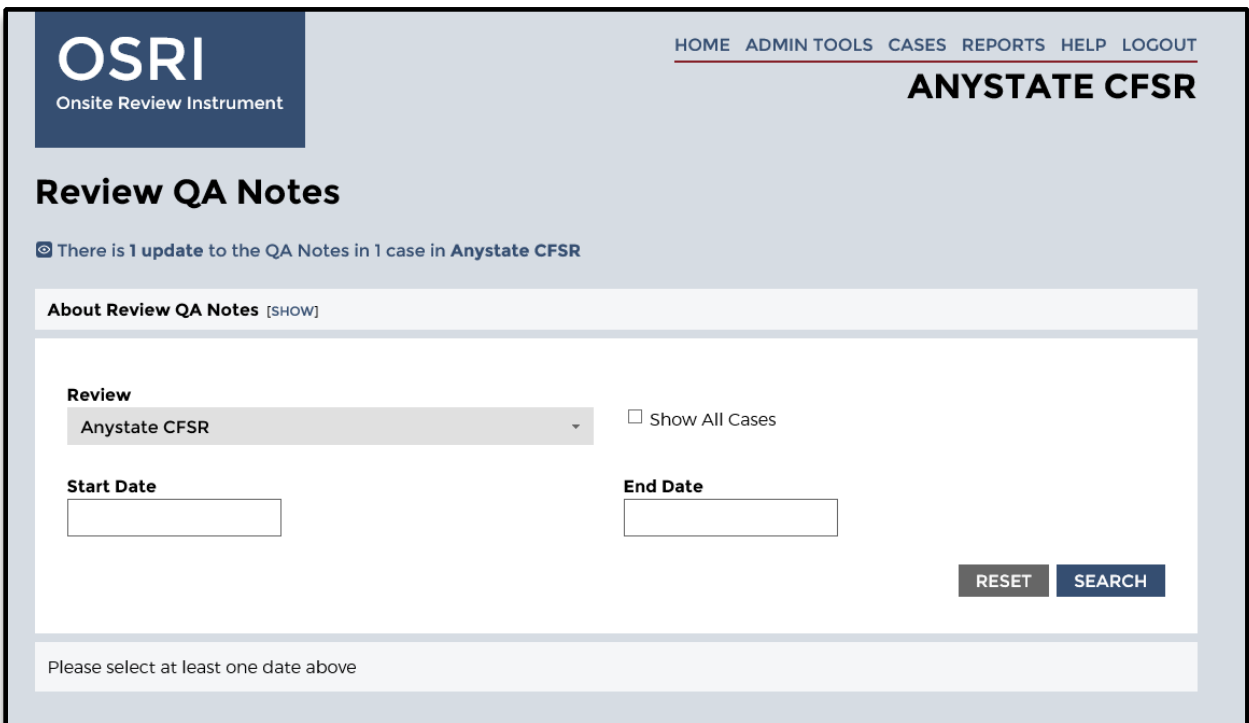 OSRI
Onsite Review Instrument
HOME ADMIN TOOLS CASES REPORTS HELP LOGOUT
ANYSTATE CFSR
Review QA Notes
There is 1 update to the QA Notes in 1 case in Anystate CFSR
About Review QA Notes [SHOW]
Review
Anystate CFSR
Show All Cases
Start Date
End Date
RESET SEARCH
Please select at least one date above